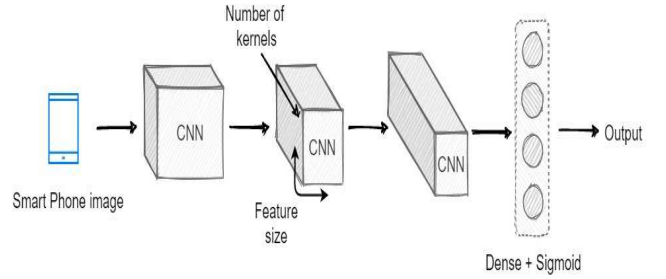 Number of
kernels
CNN
CNN
CNN
Output
Smart Phone image
Feature
size
Dense + Sigmoid